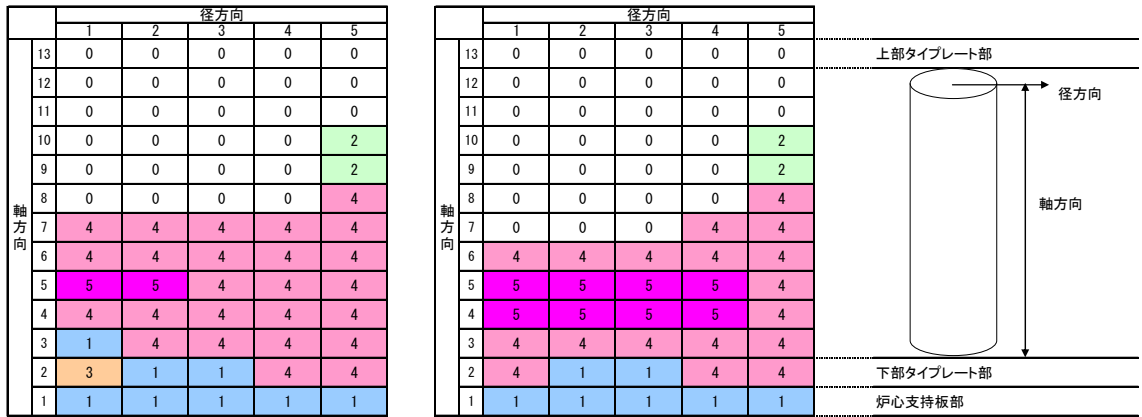 径方向
1 2 3 4 5
軸方向
13 0 0 0 0 0
12 0 0 0 0 0
11 0 0 0 0 0
10 0 0 0 0 2
9 0 0 0 0 2
8 0 0 0 0 4
7 4 4 4 4 4
6 4 4 4 4 4
5 5 5 4 4 4
4 4 4 4 4 4
3 1 4 4 4 4
2 3 1 1 4 4
1 1 1 1 1 1
径方向
1 2 3 4 5
軸方向
13 0 0 0 0 0
12 0 0 0 0 0
11 0 0 0 0 0
10 0 0 0 0 2
9 0 0 0 0 2
8 0 0 0 0 4
7 0 0 0 4 4
6 4 4 4 4 4
5 5 5 5 5 4
4 5 5 5 5 4
3 4 4 4 4 4
2 4 1 1 4 4
1 1 1 1 1 1
上部タイプレート部
径方向
軸方向
下部タイプレート部
炉心支持板部